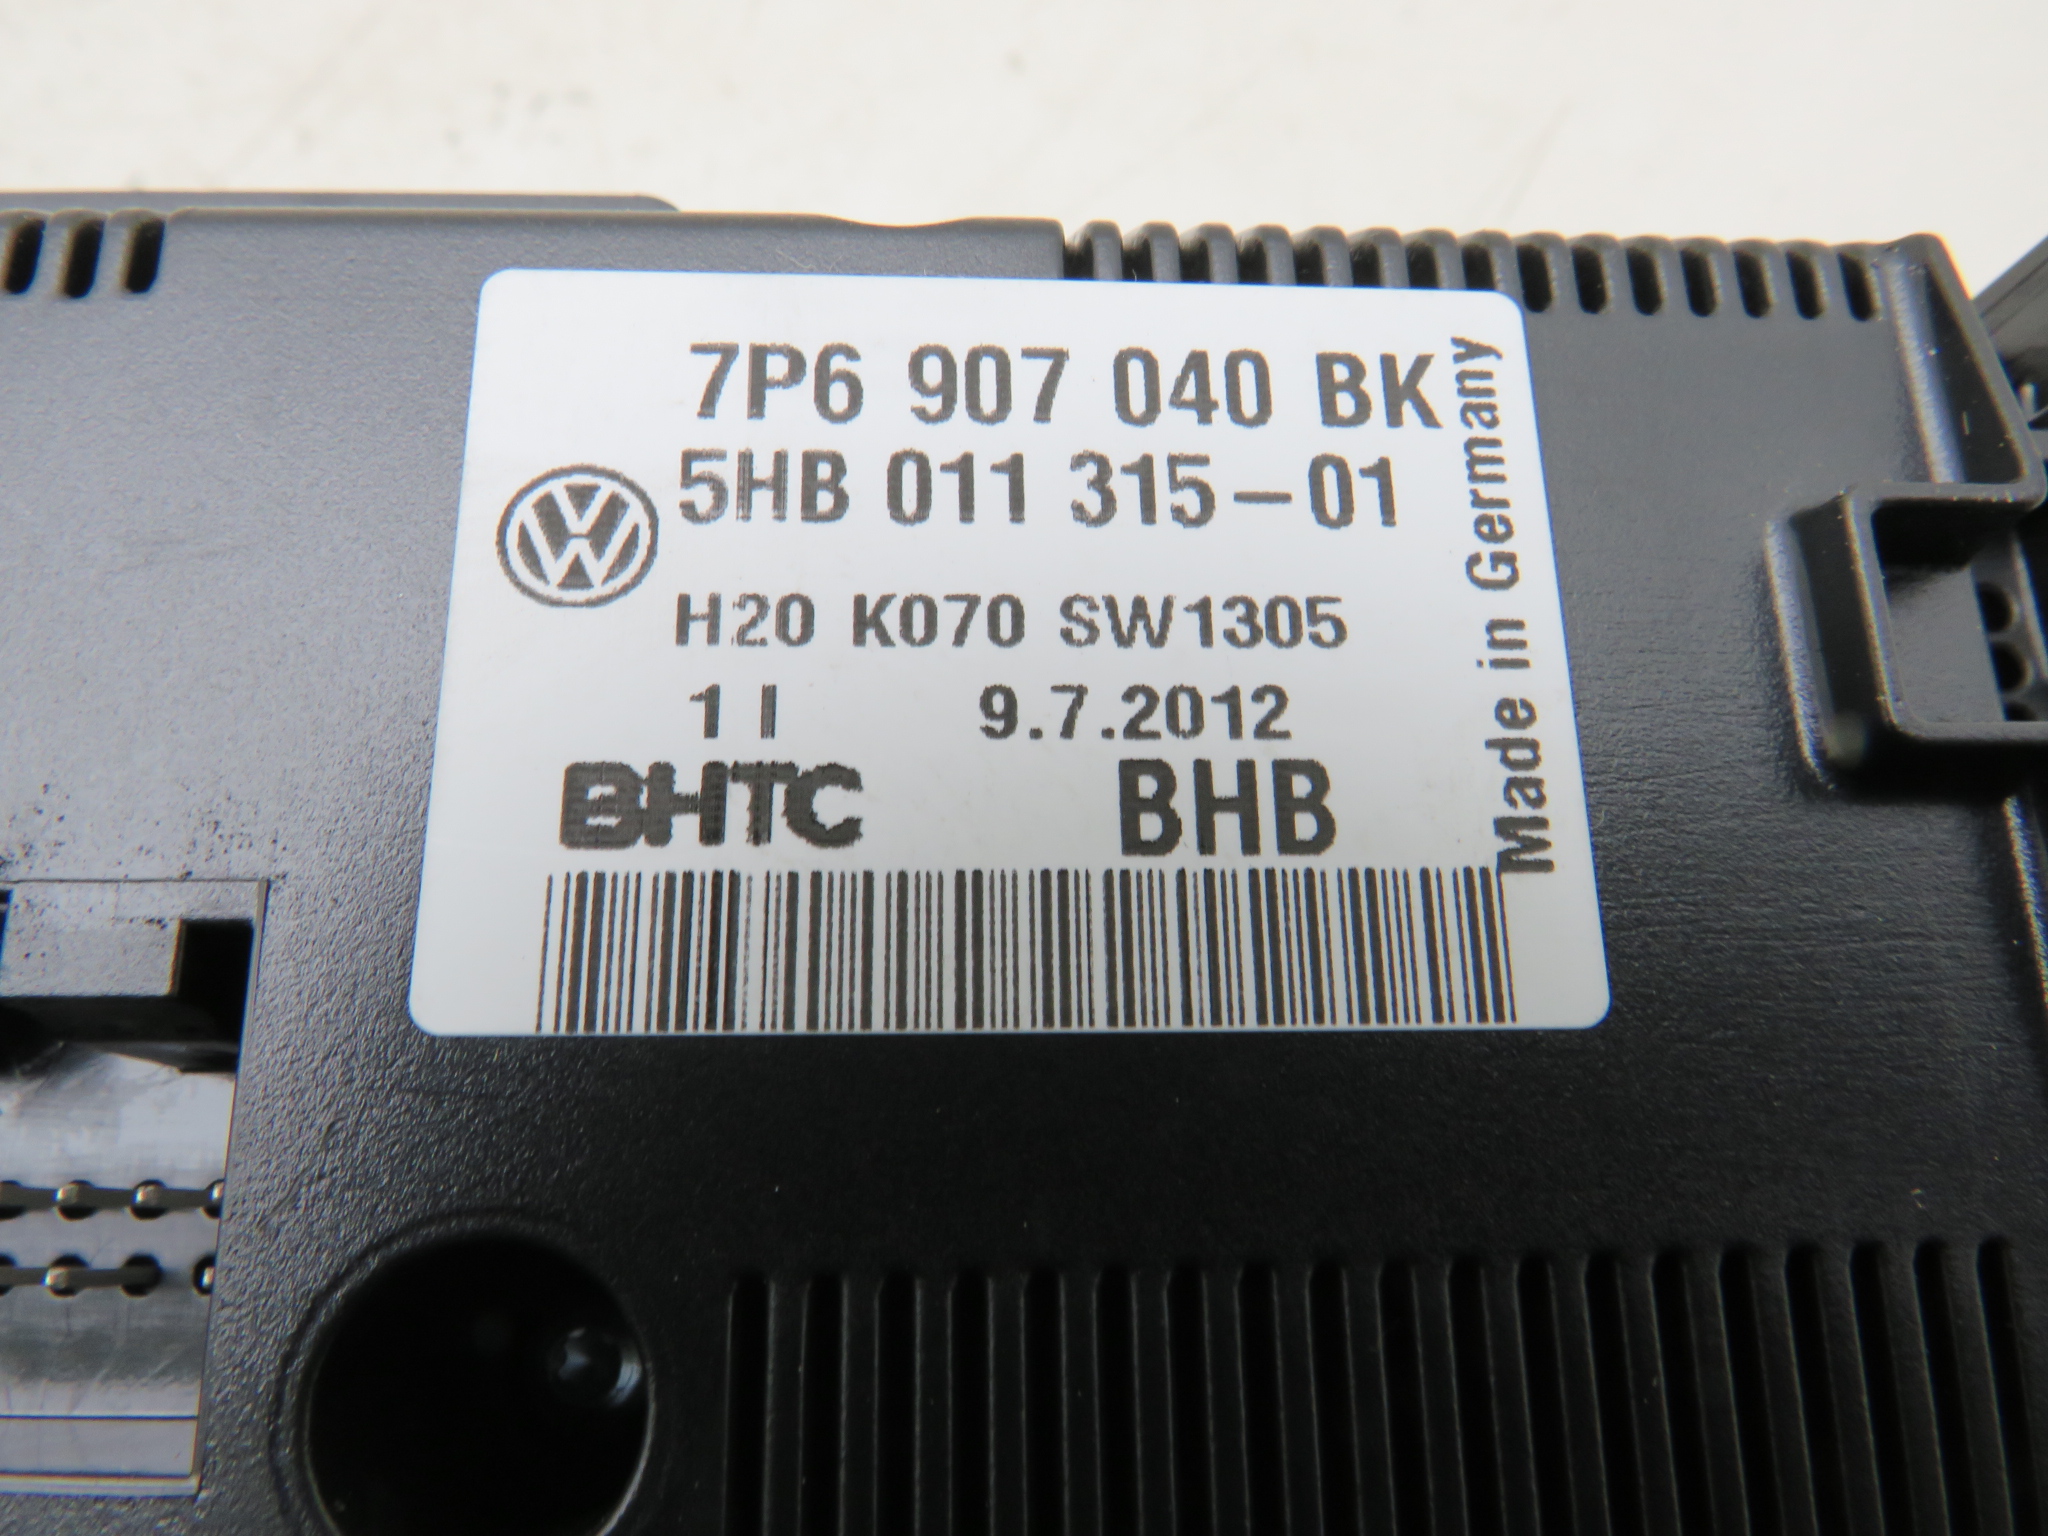 7P6 907 040 BK
5HB 011 315-01
H20 K070 SW1305
1 I 9.7.2012
BHTC BHB
Made in Germany